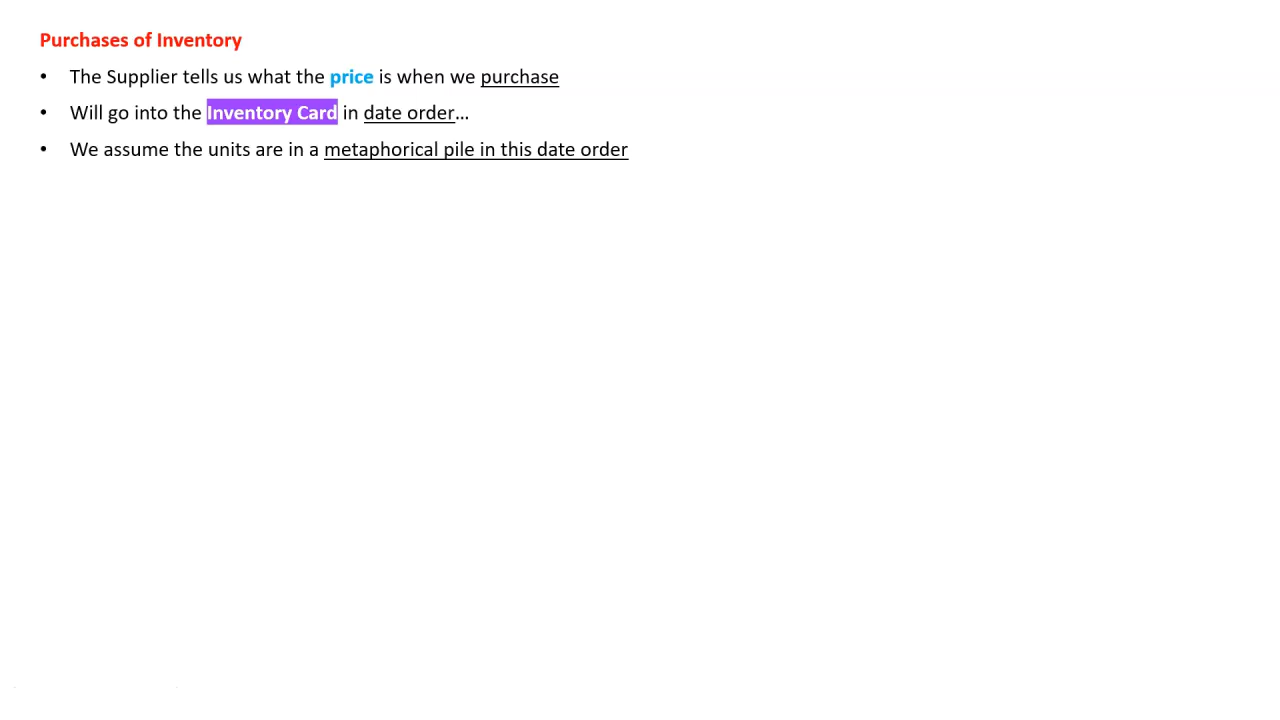 Purchases of Inventory
• The Supplier tells us what the price is when we purchase
• Will go into the Inventory Card in date order...
• We assume the units are in a metaphorical pile in this date order